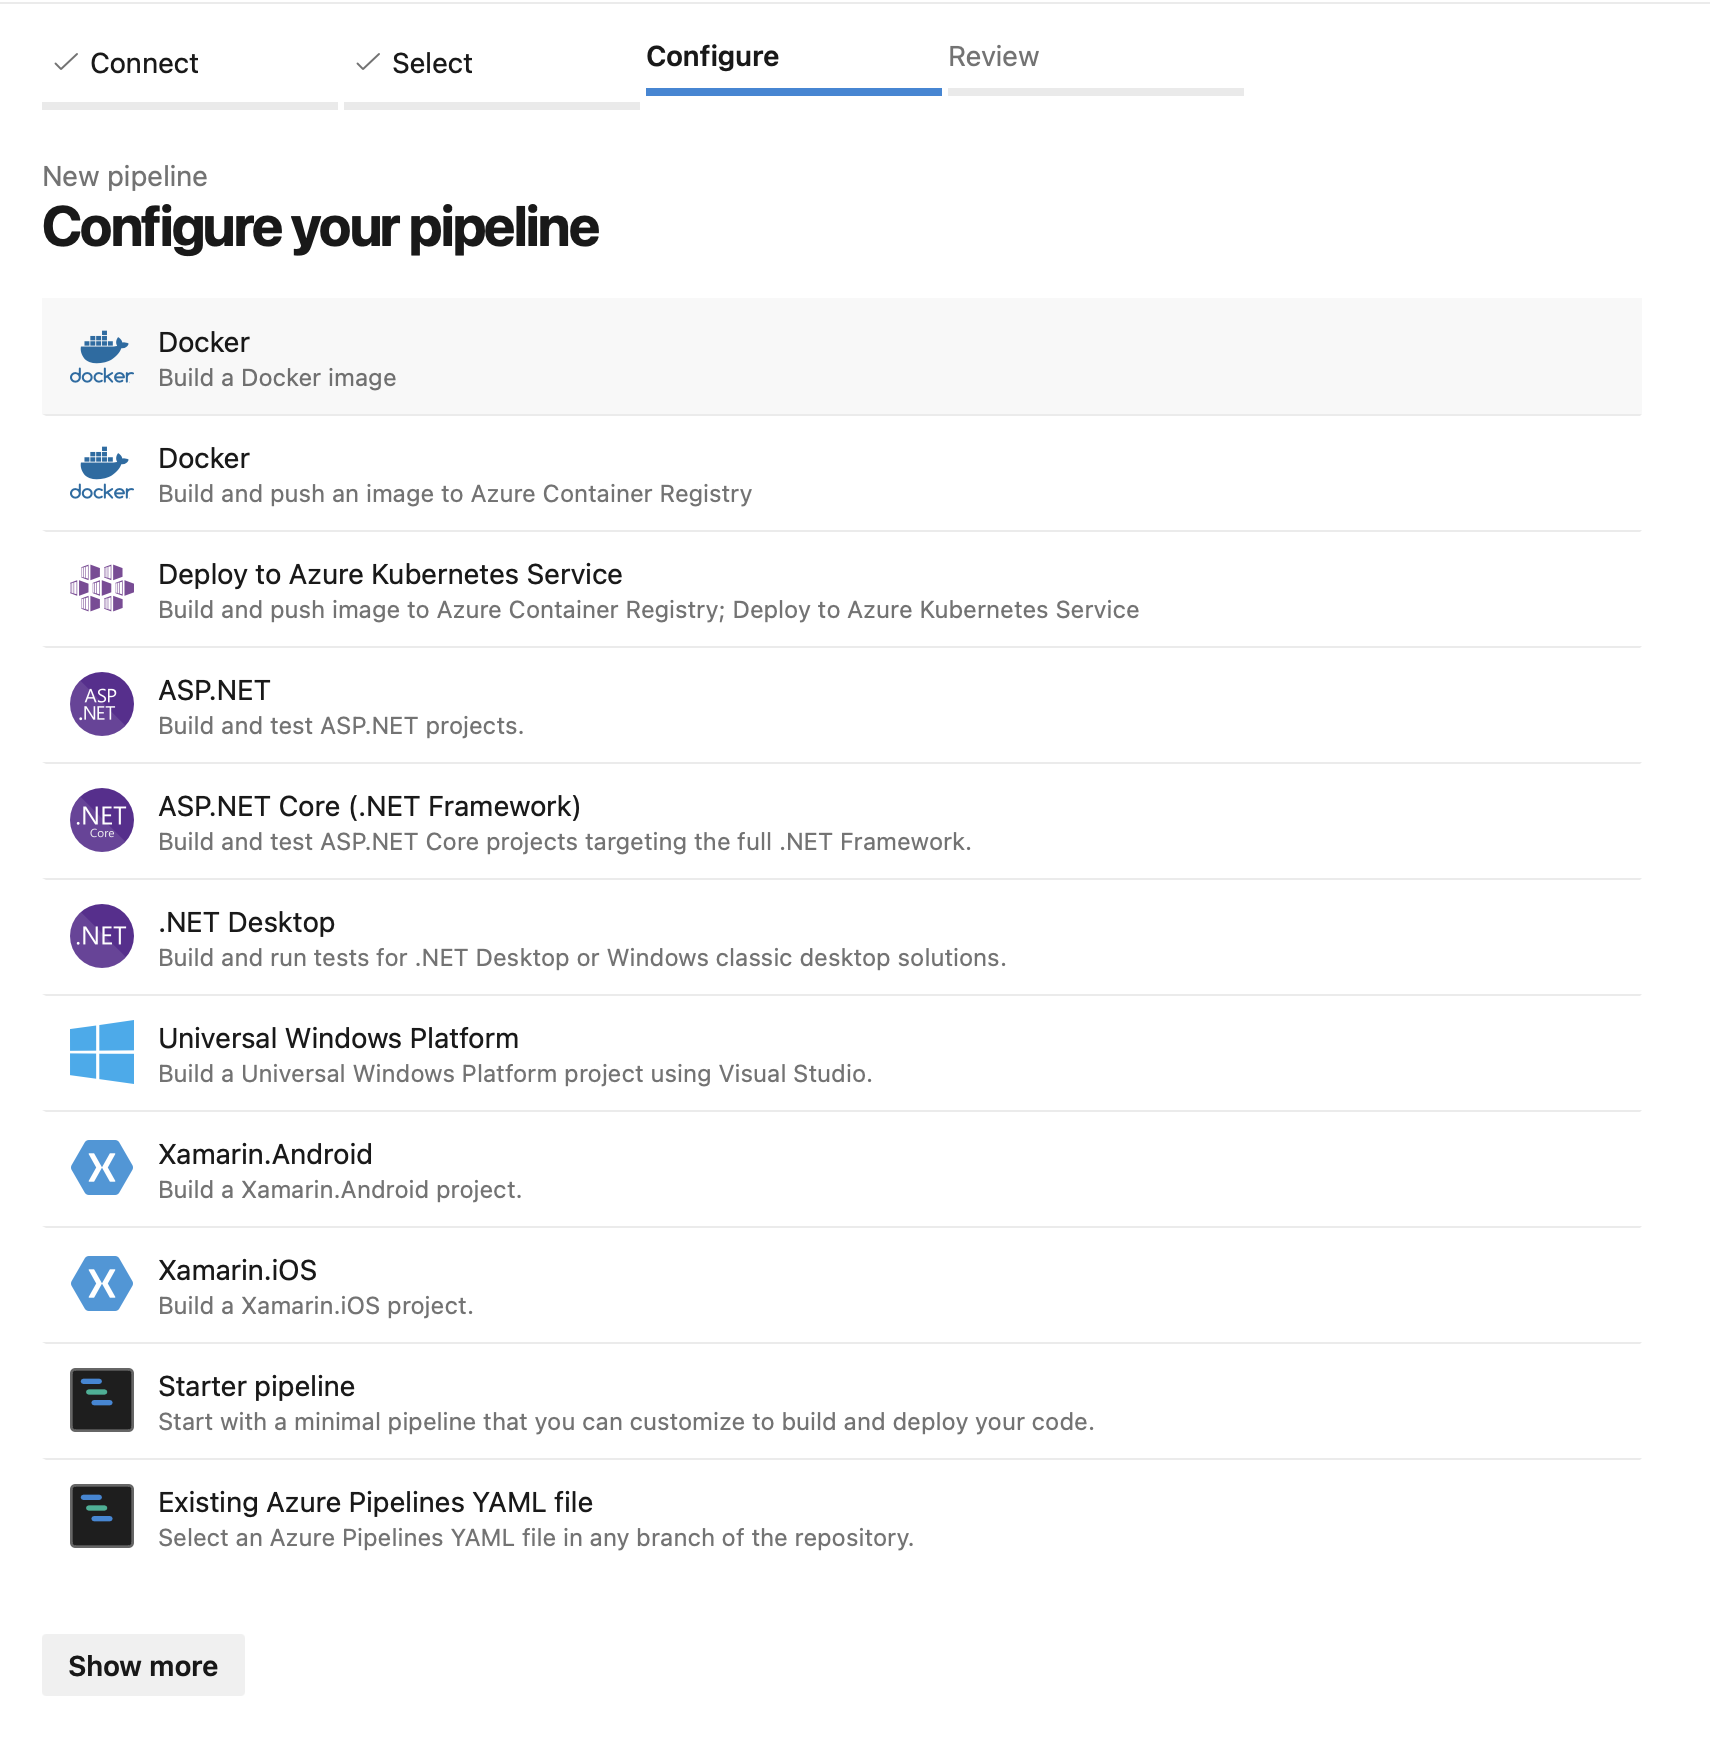 Connect
Select
Configure
Review
New pipeline
Configure your pipeline
docker
Docker
Build a Docker image
docker
Docker
Build and push an image to Azure Container Registry
Deploy to Azure Kubernetes Service
Build and push image to Azure Container Registry; Deploy to Azure Kubernetes Service
ASP
.NET
ASP.NET
Build and test ASP.NET projects.
.NET
Core
ASP.NET Core (.NET Framework)
Build and test ASP.NET Core projects targeting the full .NET Framework.
.NET
.NET Desktop
Build and run tests for .NET Desktop or Windows classic desktop solutions.
Universal Windows Platform
Build a Universal Windows Platform project using Visual Studio.
X
Xamarin.Android
Build a Xamarin.Android project.
X
Xamarin.iOS
Build a Xamarin.iOS project.
Starter pipeline
Start with a minimal pipeline that you can customize to build and deploy your code.
Existing Azure Pipelines YAML file
Select an Azure Pipelines YAML file in any branch of the repository.
Show more